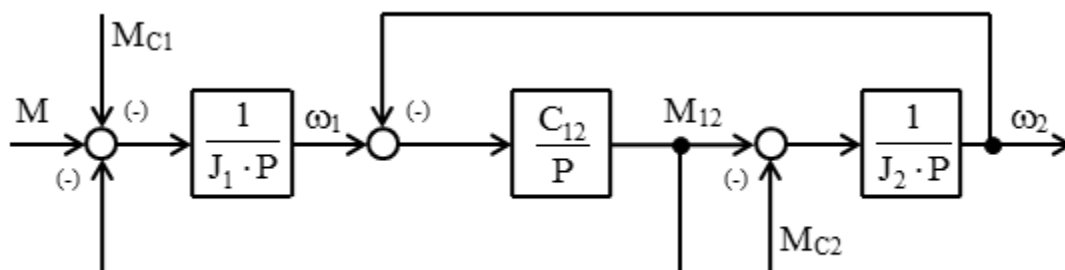 M_C1
M
(-)
(-)
1
J_1 · P
ω_1
(-)
C_12
P
M_12
(-)
M_C2
1
J_2 · P
ω_2